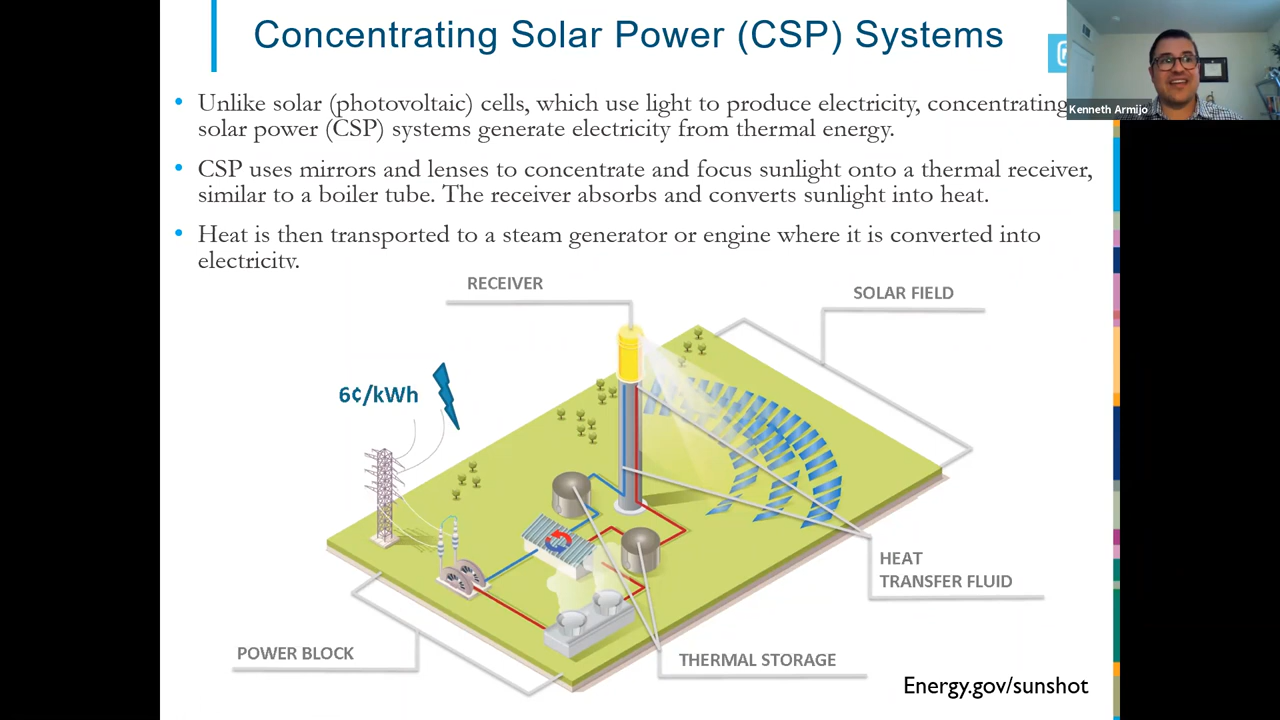 Concentrating Solar Power (CSP) Systems
Kenneth Armijo
• Unlike solar (photovoltaic) cells, which use light to produce electricity, concentrating
solar power (CSP) systems generate electricity from thermal energy.
• CSP uses mirrors and lenses to concentrate and focus sunlight onto a thermal receiver,
similar to a boiler tube. The receiver absorbs and converts sunlight into heat.
• Heat is then transported to a steam generator or engine where it is converted into
electricity.
RECEIVER
SOLAR FIELD
6¢/kWh
HEAT
TRANSFER FLUID
POWER BLOCK
THERMAL STORAGE
Energy.gov/sunshot